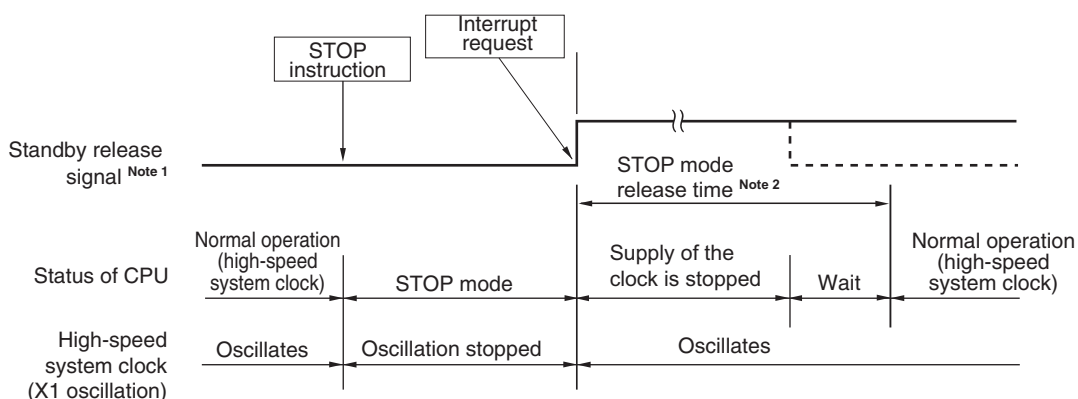 Interrupt
request
STOP
instruction
Standby release
signal Note 1
STOP mode
release time Note 2
Status of CPU
Normal operation
(high-speed
system clock)
STOP mode
Supply of the
clock is stopped
Wait
Normal operation
(high-speed
system clock)
High-speed
system clock
(X1 oscillation)
Oscillates
Oscillation stopped
Oscillates